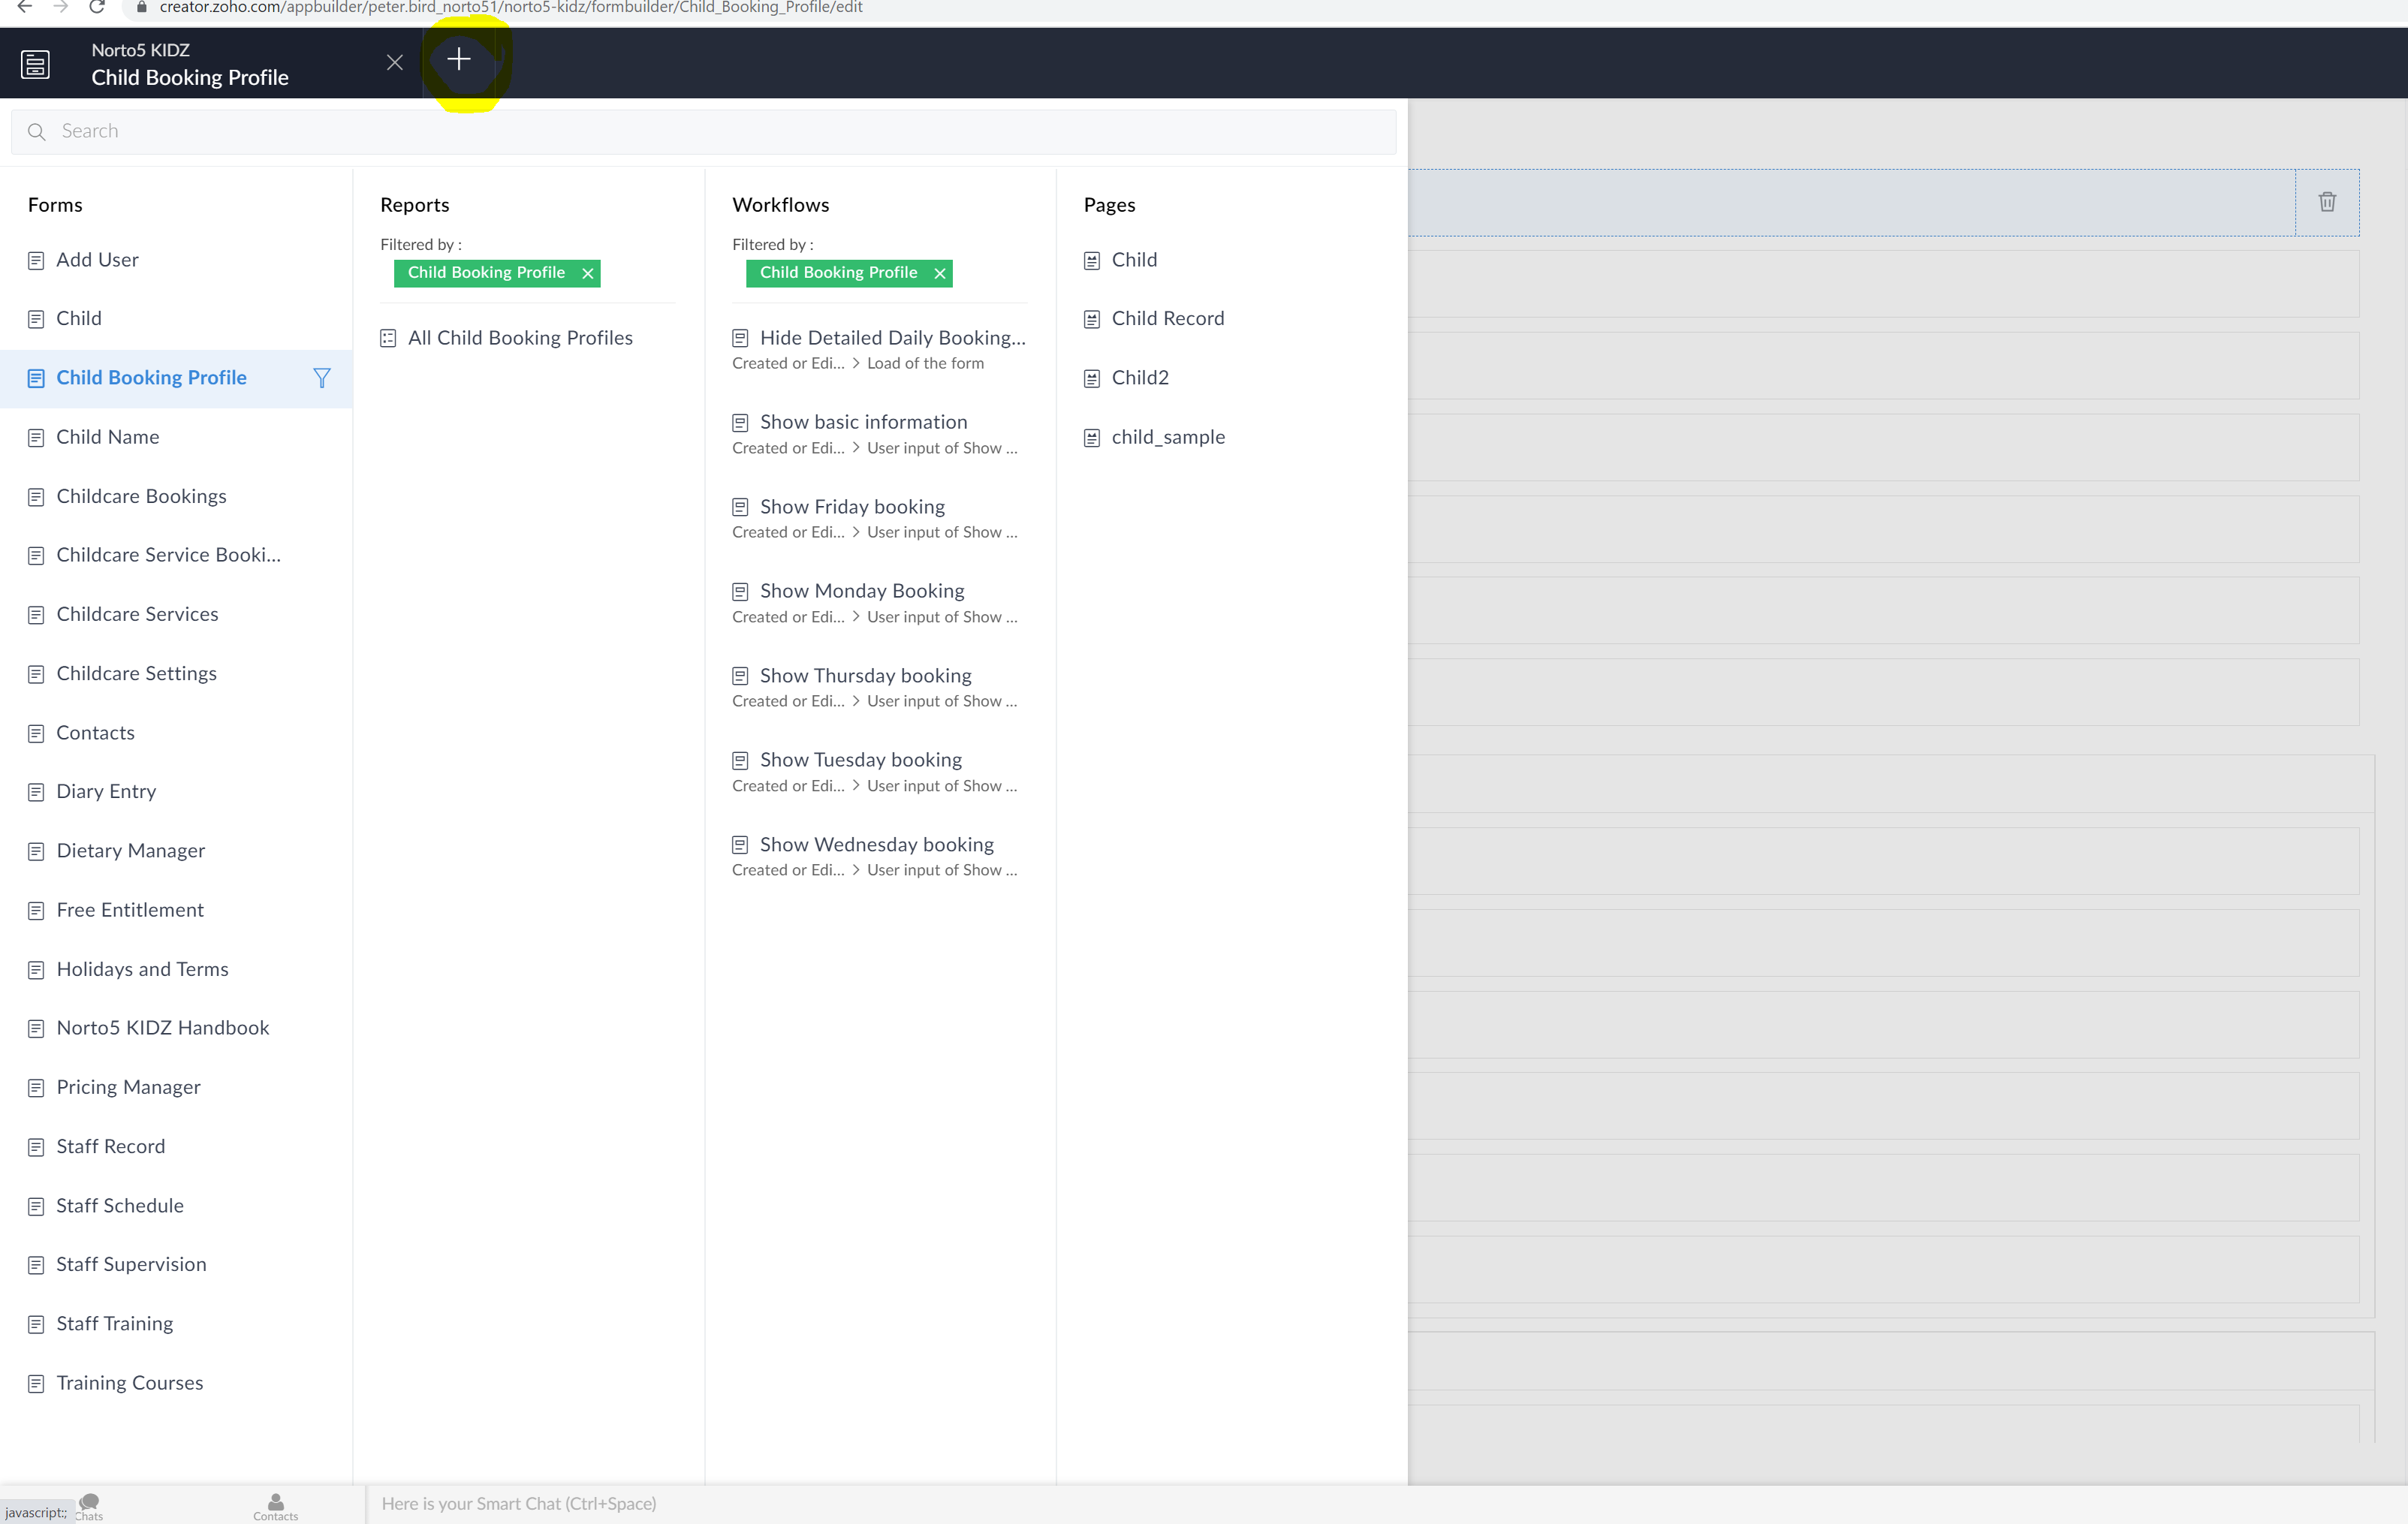 creator.zoho.com/appbuilder/peter.bird_norto51/norto5-kidz/formbuilder/Child_Booking_Profile/edit
Norto5 KIDZ
Child Booking Profile
Search
Forms
Add User
Child
Child Booking Profile
Child Name
Childcare Bookings
Childcare Service Booki...
Childcare Services
Childcare Settings
Contacts
Diary Entry
Dietary Manager
Free Entitlement
Holidays and Terms
Norto5 KIDZ Handbook
Pricing Manager
Staff Record
Staff Schedule
Staff Supervision
Staff Training
Training Courses
Reports
Filtered by :
Child Booking Profile
All Child Booking Profiles
Workflows
Filtered by :
Child Booking Profile
Hide Detailed Daily Booking...
Created or Edi... > Load of the form
Show basic information
Created or Edi... > User input of Show ...
Show Friday booking
Created or Edi... > User input of Show ...
Show Monday Booking
Created or Edi... > User input of Show ...
Show Thursday booking
Created or Edi... > User input of Show ...
Show Tuesday booking
Created or Edi... > User input of Show ...
Show Wednesday booking
Created or Edi... > User input of Show ...
Pages
Child
Child Record
Child2
child_sample
javascript:;
Chats
Contacts
Here is your Smart Chat (Ctrl+Space)